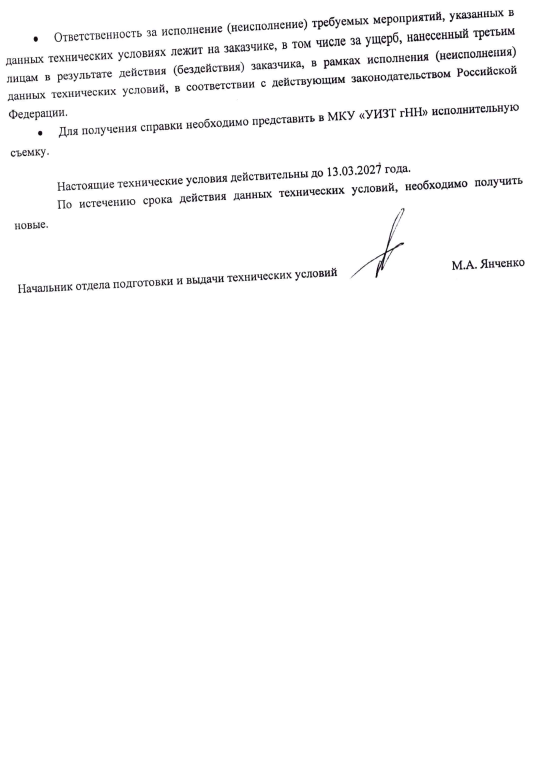 • Ответственность за исполнение (неисполнение) требуемых мероприятий, указанных в
данных технических условиях лежит на заказчике, в том числе за ущерб, нанесенный третьим
лицам в результате действия (бездействия) заказчика, в рамках исполнения (неисполнения)
данных технических условий, в соответствии с действующим законодательством Российской
Федерации.
• Для получения справки необходимо представить в МКУ «УИЗТ гНН» исполнительную
съемку.
Настоящие технические условия действительны до 13.03.2027 года.
По истечению срока действия данных технических условий, необходимо получить
новые.
Начальник отдела подготовки и выдачи технических условий М.А. Янченко